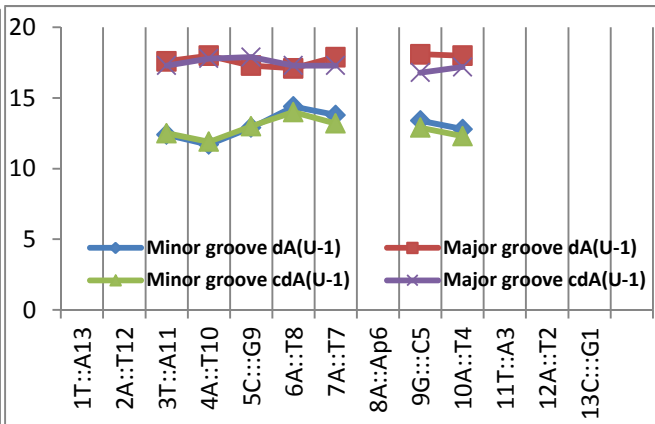 20
15
10
5
0
Minor groove dA(U-1)
Major groove dA(U-1)
Minor groove cdA(U-1)
Major groove cdA(U-1)
1T::A13
2A::T12
3T::A11
4A::T10
5C:::G9
6A::T8
7A::T7
8A::Ap6
9G:::C5
10A::T4
11T::A3
12A::T2
13C:::G1